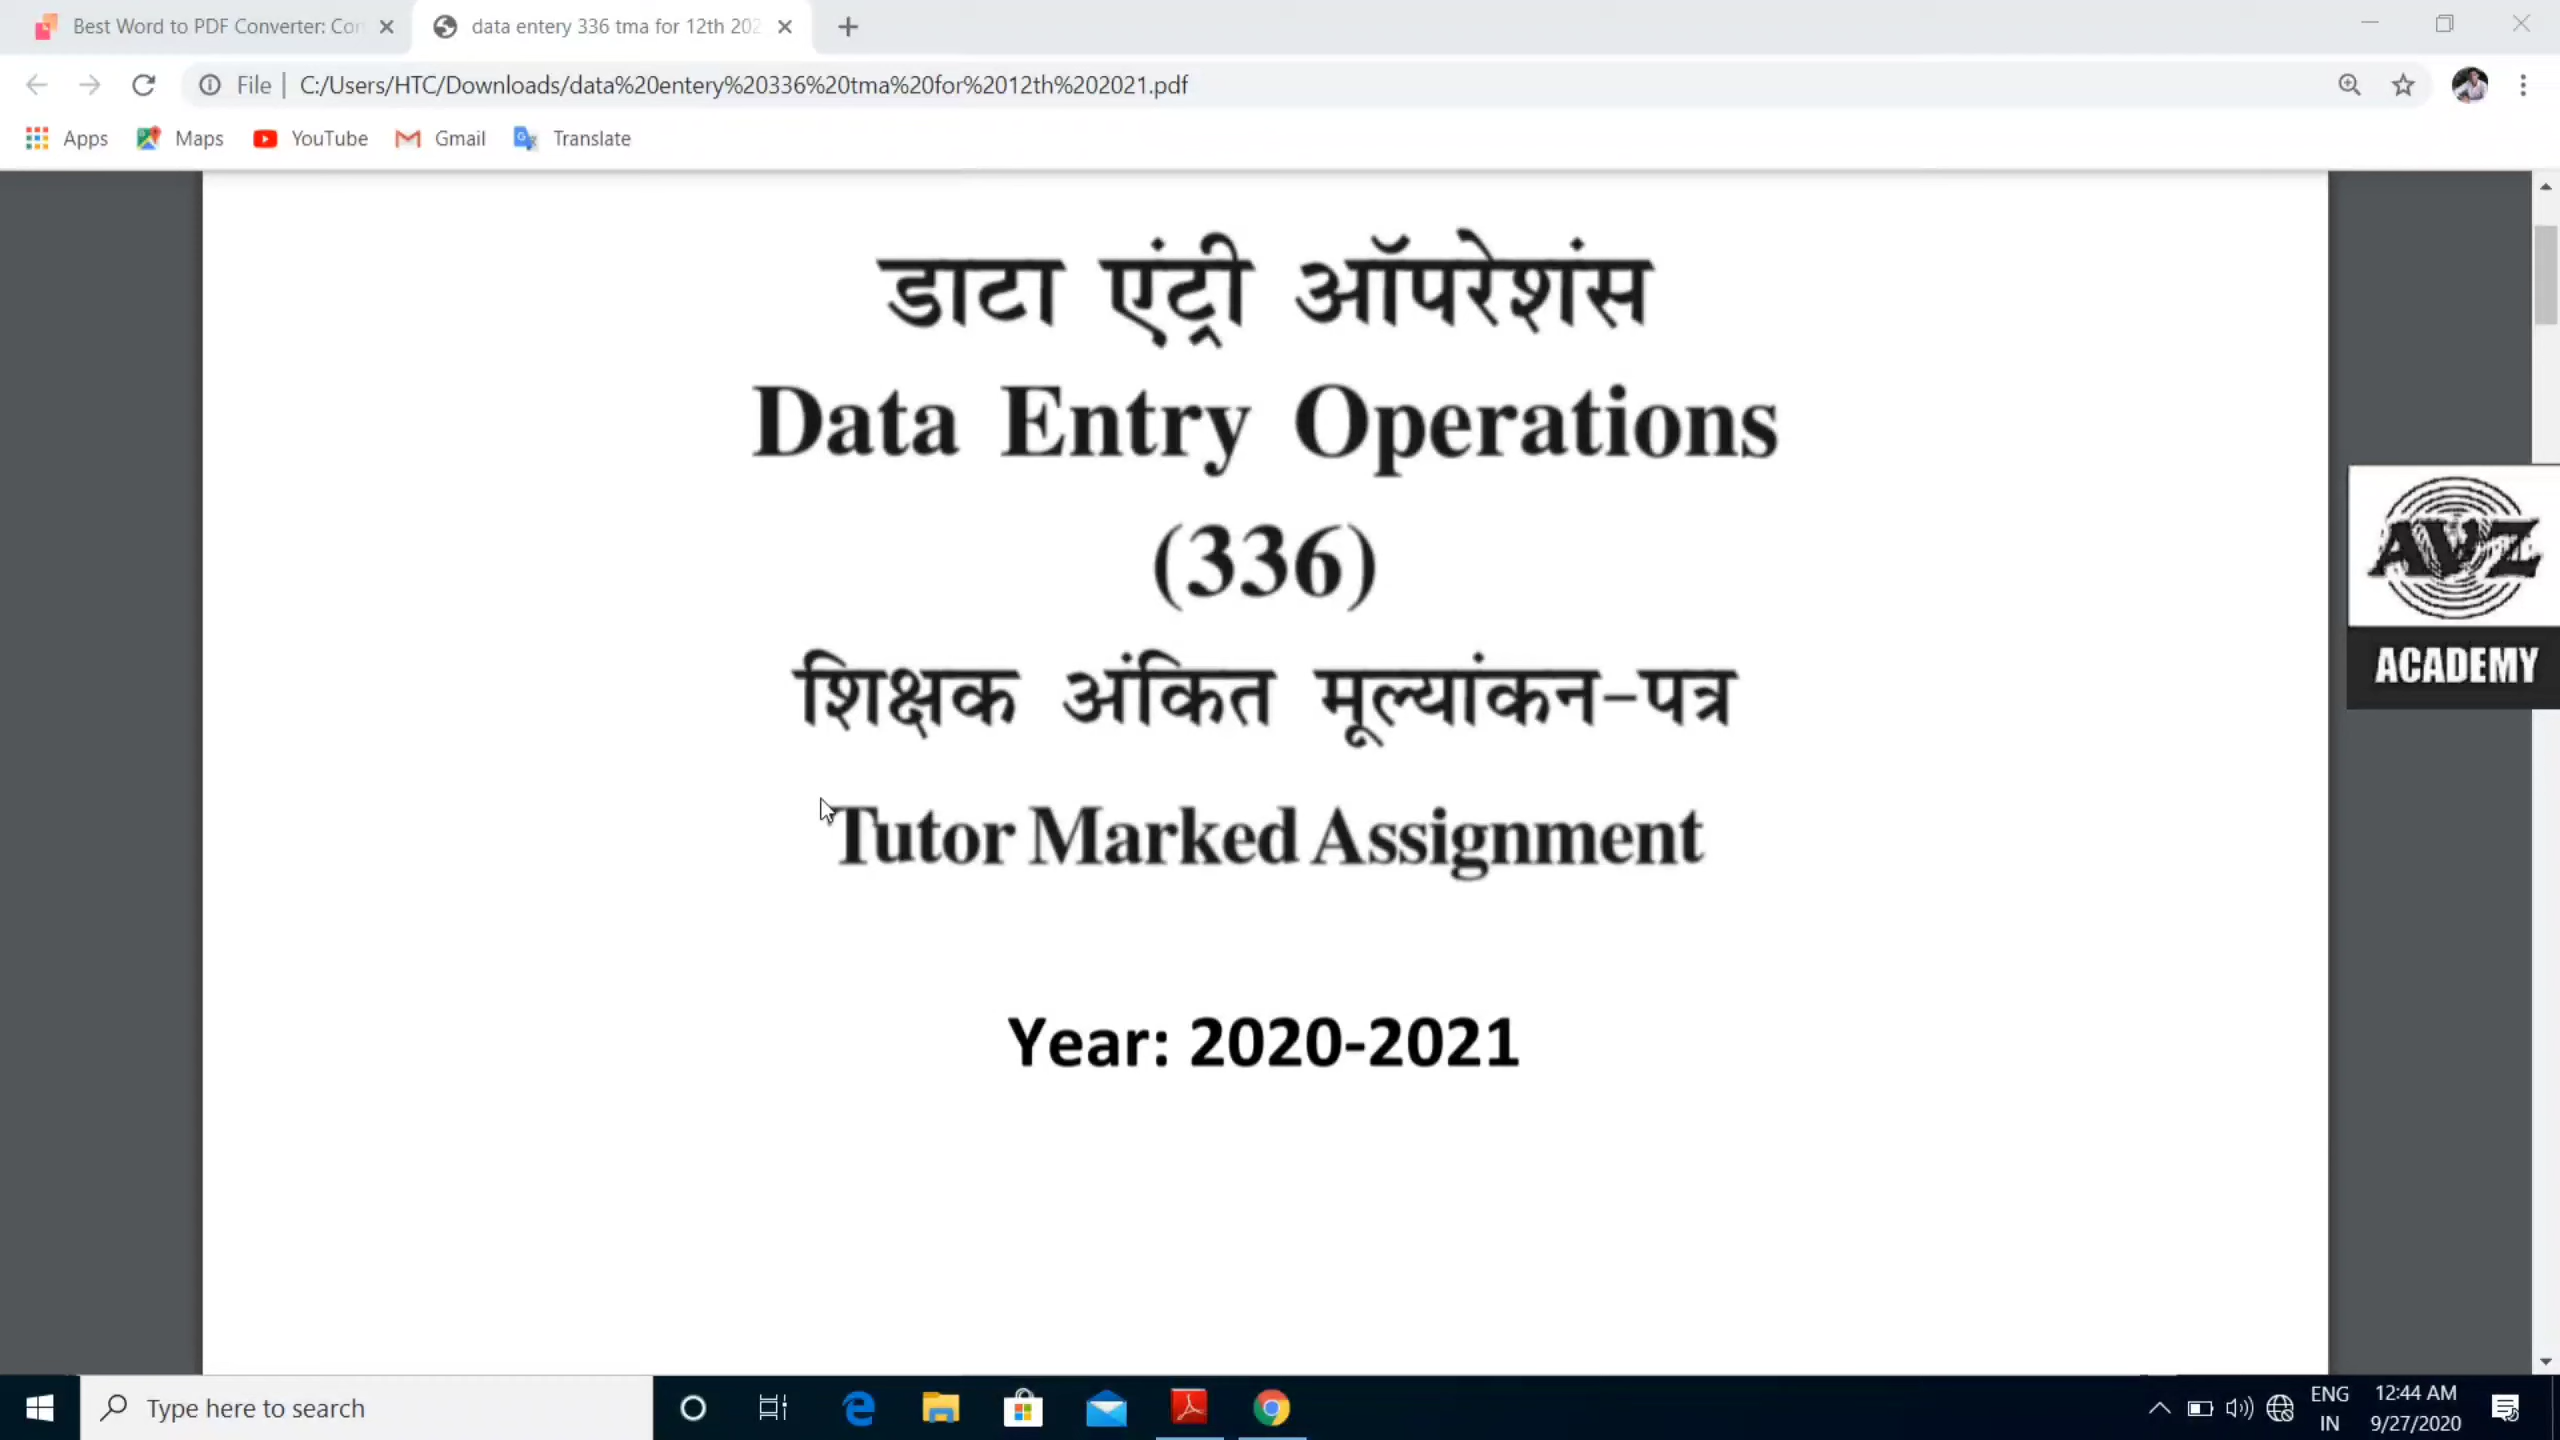 Best Word to PDF Converter: Con
data entery 336 tma for 12th 202
File | C:/Users/HTC/Downloads/data%20entery%20336%20tma%20for%2012th%202021.pdf
Apps Maps YouTube Gmail Translate
डाटा एंट्री ऑपरेशंस
Data Entry Operations
(336)
शिक्षक अंकित मूल्यांकन-पत्र
Tutor Marked Assignment
Year: 2020-2021
AVZ
ACADEMY
Type here to search
ENG
IN
12:44 AM
9/27/2020